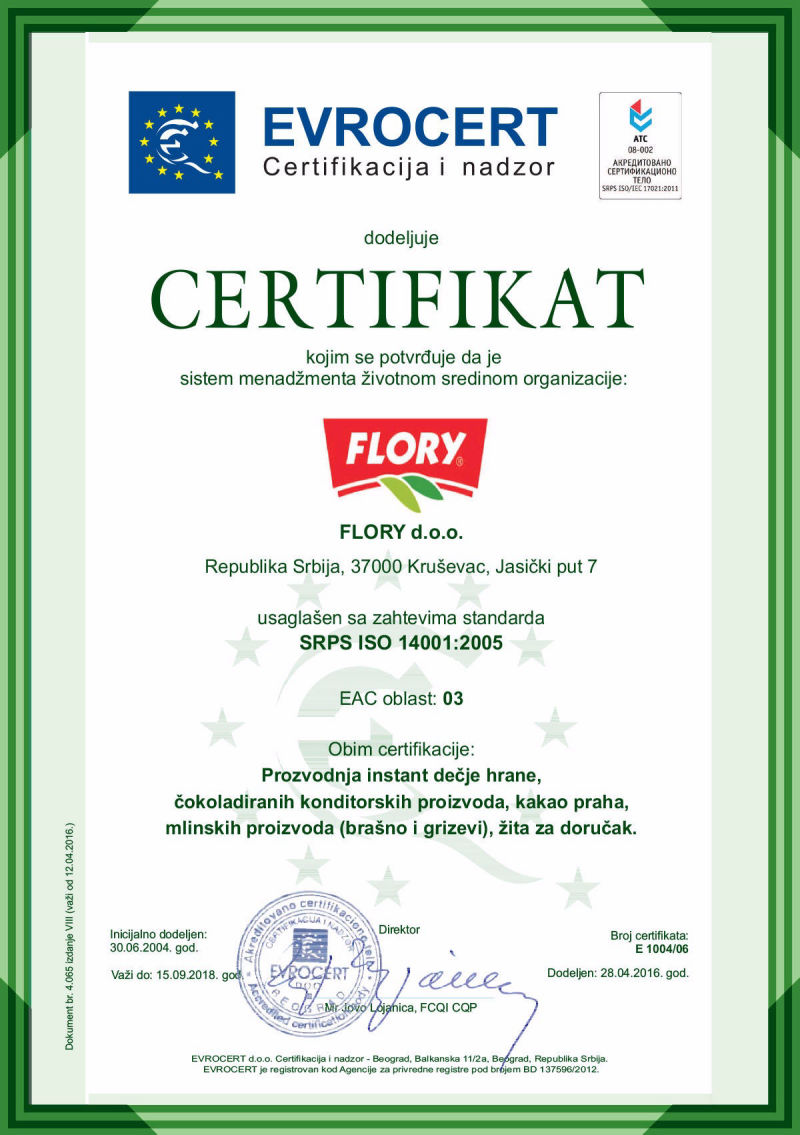 EVROCERT
Certifikacija i nadzor
ATC
08-002
АКРЕДИТОВАНО
СЕРТИФИКАЦИОНО
ТЕЛО
SRPS ISO/IEC 17021:2011
dodeljuje
CERTIFIKAT
kojim se potvrđuje da je
sistem menadžmenta životnom sredinom organizacije:
FLORY®
FLORY d.o.o.
Republika Srbija, 37000 Kruševac, Jasički put 7
usaglašen sa zahtevima standarda
SRPS ISO 14001:2005
EAC oblast: 03
Obim certifikacije:
Prozvodnja instant dečje hrane,
čokoladiranih konditorskih proizvoda, kakao praha,
mlinskih proizvoda (brašno i grizevi), žita za doručak.
Dokument br. 4.065 Izdanje VIII (važi od 12.04.2016.)
Inicijalno dodeljen:
30.06.2004. god.
Važi do: 15.09.2018. god.
Akreditovano certifikaciono telo
CERTIFIKACIJA I NADZOR
EVROCERT
DOO
BEOGRAD
Accredited certification body
Direktor
Mr Jovo Lojanica, FCQI CQP
Broj certifikata:
E 1004/06
Dodeljen: 28.04.2016. god.
EVROCERT d.o.o. Certifikacija i nadzor - Beograd, Balkanska 11/2a, Beograd, Republika Srbija.
EVROCERT je registrovan kod Agencije za privredne registre pod brojem BD 137596/2012.